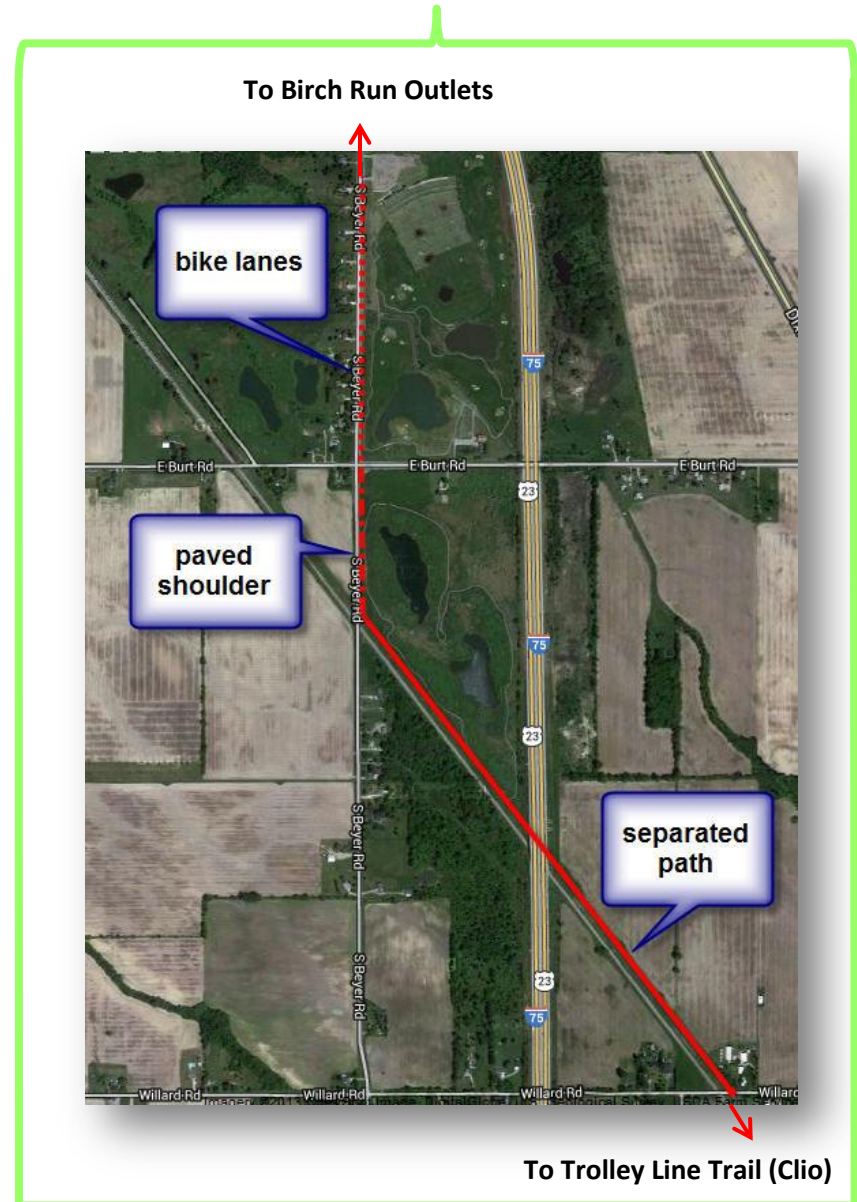 To Birch Run Outlets
S Beyer Rd
bike lanes
S Beyer Rd
75
E Burt Rd
E Burt Rd
E Burt Rd
23
paved
shoulder
S Beyer Rd
75
23
separated
path
S Beyer Rd
S Beyer Rd
23
75
Willard Rd
Willard Rd
Willard Rd
To Trolley Line Trail (Clio)